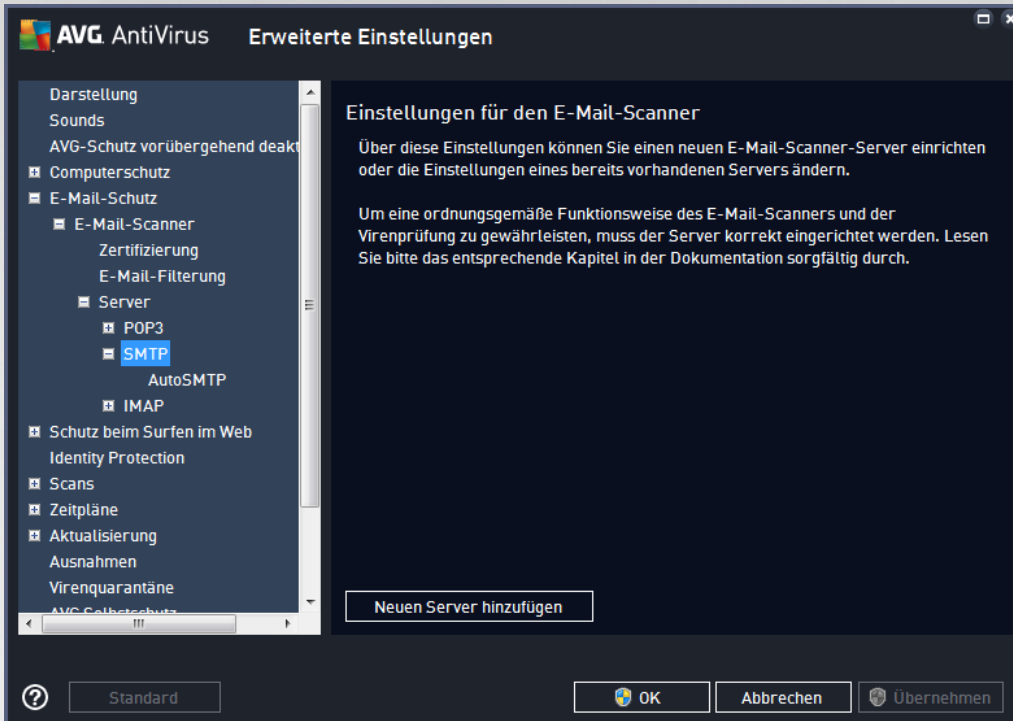 AVG. AntiVirus
Erweiterte Einstellungen
Darstellung
Sounds
AVG-Schutz vorübergehend deakt
Computerschutz
E-Mail-Schutz
E-Mail-Scanner
Zertifizierung
E-Mail-Filterung
Server
POP3
SMTP
AutoSMTP
IMAP
Schutz beim Surfen im Web
Identity Protection
Scans
Zeitpläne
Aktualisierung
Ausnahmen
Virenquarantäne
AVG Selbstschutz
Einstellungen für den E-Mail-Scanner
Über diese Einstellungen können Sie einen neuen E-Mail-Scanner-Server einrichten
oder die Einstellungen eines bereits vorhandenen Servers ändern.
Um eine ordnungsgemäße Funktionsweise des E-Mail-Scanners und der
Virenprüfung zu gewährleisten, muss der Server korrekt eingerichtet werden. Lesen
Sie bitte das entsprechende Kapitel in der Dokumentation sorgfältig durch.
Neuen Server hinzufügen
Standard
OK
Abbrechen
Übernehmen